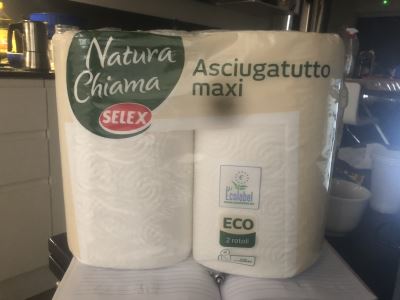 Natura
Chiama
SELEX
Asciugatutto
maxi
Ecolabel
ECO
2 rotoli